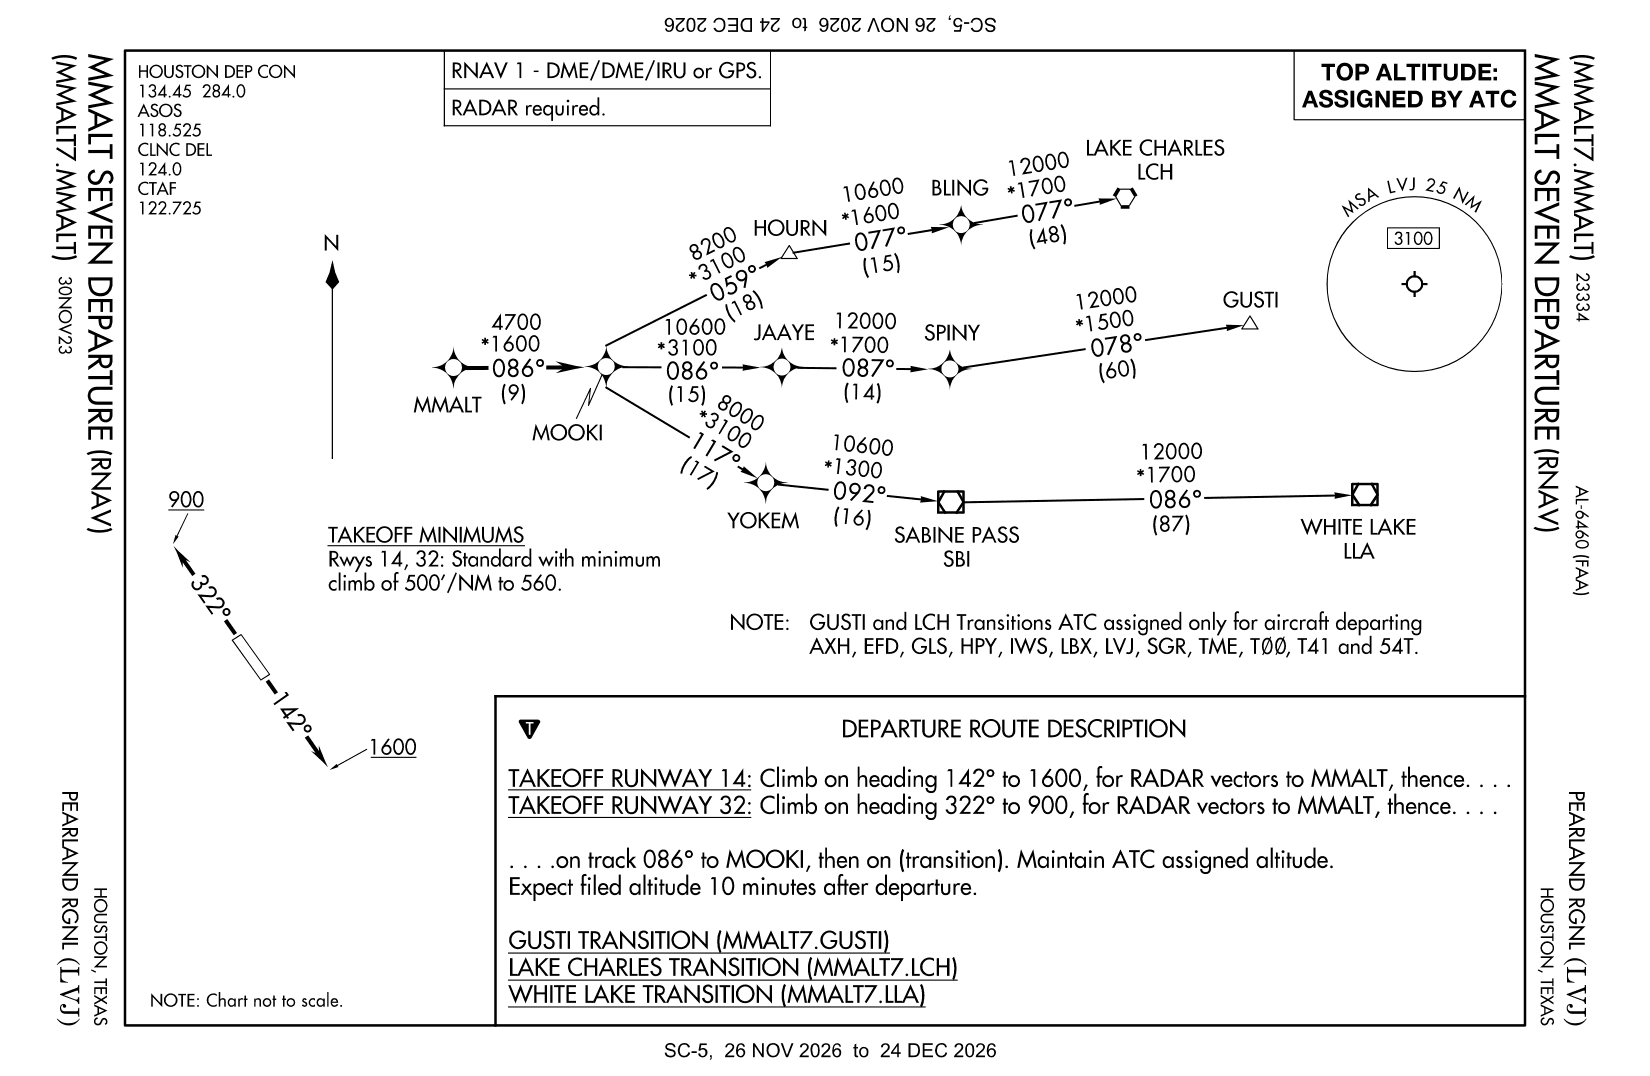 SC-5, 26 NOV 2026 to 24 DEC 2026
MMALT SEVEN DEPARTURE (RNAV)
(MMALT7.MMALT) 30NOV23
PEARLAND RGNL (LVJ)
HOUSTON, TEXAS
HOUSTON DEP CON
134.45 284.0
ASOS
118.525
CLNC DEL
124.0
CTAF
122.725
RNAV 1 - DME/DME/IRU or GPS.
RADAR required.
TOP ALTITUDE:
ASSIGNED BY ATC
(MMALT7.MMALT) 23334
MMALT SEVEN DEPARTURE (RNAV)
AL-6460 (FAA)
PEARLAND RGNL (LVJ)
HOUSTON, TEXAS
MSA LVJ 25 NM
3100
N
MMALT
4700
*1600
086°
(9)
MOOKI
8200
*3100
059°
(18)
HOURN
10600
*1600
077°
(15)
BLING
12000
*1700
077°
(48)
LAKE CHARLES
LCH
10600
*3100
086°
(15)
JAAYE
12000
*1700
087°
(14)
SPINY
12000
*1500
078°
(60)
GUSTI
8000
*3100
117°
(17)
YOKEM
10600
*1300
092°
(16)
SABINE PASS
SBI
12000
*1700
086°
(87)
WHITE LAKE
LLA
900
322°
142°
1600
TAKEOFF MINIMUMS
Rwys 14, 32: Standard with minimum
climb of 500'/NM to 560.
NOTE: GUSTI and LCH Transitions ATC assigned only for aircraft departing
AXH, EFD, GLS, HPY, IWS, LBX, LVJ, SGR, TME, TØØ, T41 and 54T.
T
DEPARTURE ROUTE DESCRIPTION
TAKEOFF RUNWAY 14: Climb on heading 142° to 1600, for RADAR vectors to MMALT, thence. . . .
TAKEOFF RUNWAY 32: Climb on heading 322° to 900, for RADAR vectors to MMALT, thence. . . .
. . . .on track 086° to MOOKI, then on (transition). Maintain ATC assigned altitude.
Expect filed altitude 10 minutes after departure.
GUSTI TRANSITION (MMALT7.GUSTI)
LAKE CHARLES TRANSITION (MMALT7.LCH)
WHITE LAKE TRANSITION (MMALT7.LLA)
NOTE: Chart not to scale.
SC-5, 26 NOV 2026 to 24 DEC 2026